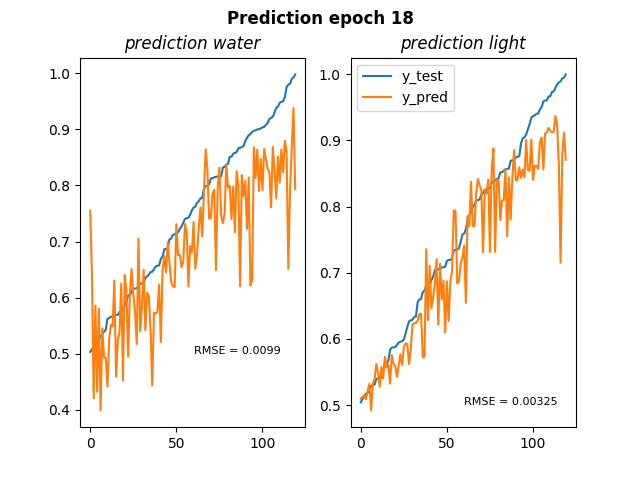 Prediction epoch 18
prediction water
1.0
0.9
0.8
0.7
0.6
0.5
0.4
0
50
100
RMSE = 0.0099
prediction light
y_test
y_pred
1.0
0.9
0.8
0.7
0.6
0.5
0
50
100
RMSE = 0.00325